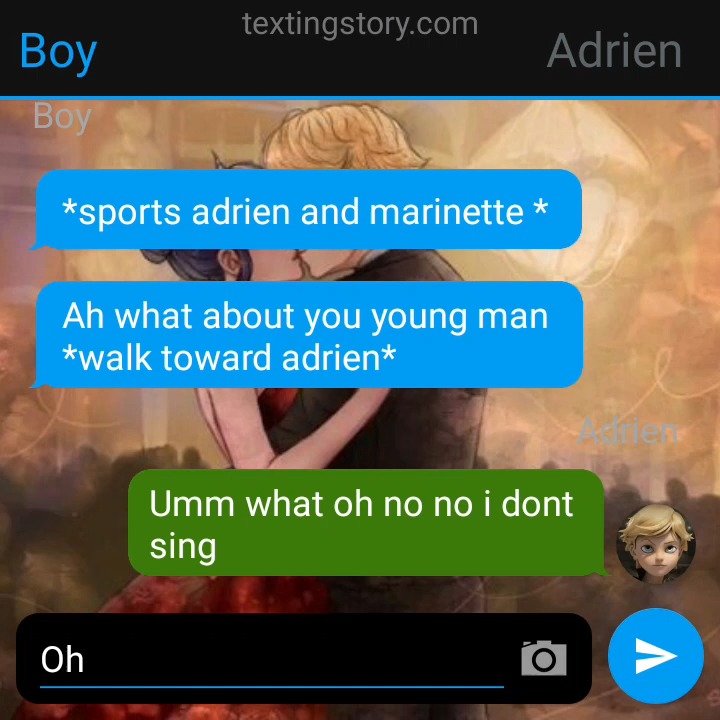 textingstory.com
Boy
Adrien
Boy
*sports adrien and marinette *
Ah what about you young man
*walk toward adrien*
Adrien
Umm what oh no no i dont
sing
Oh